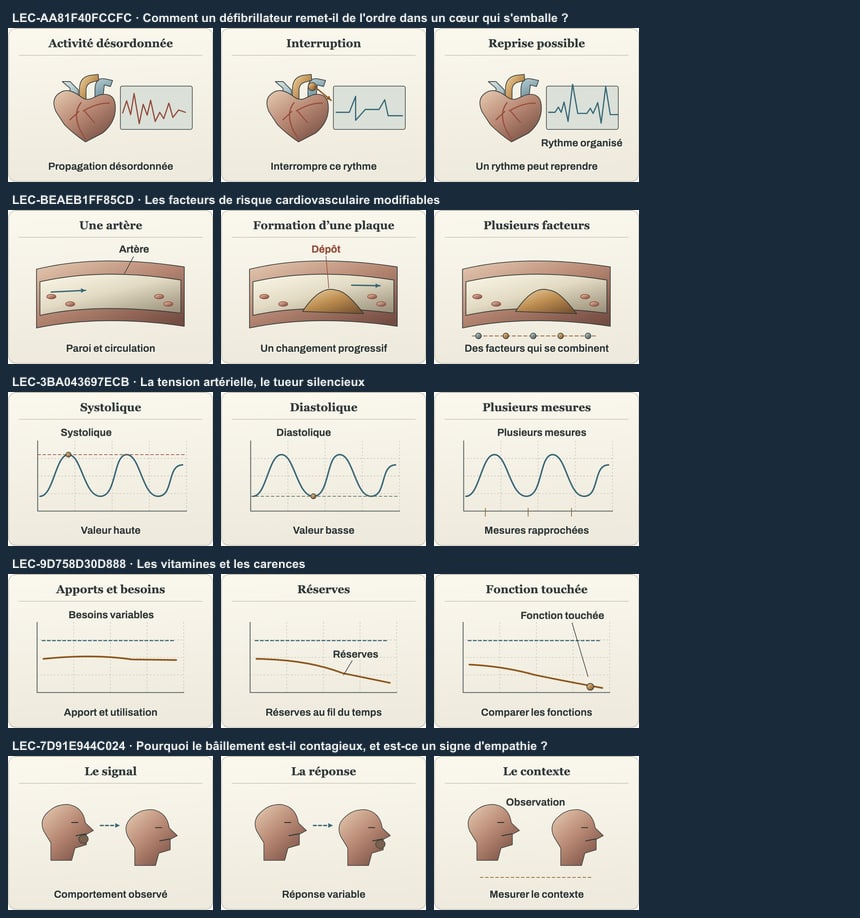 LEC-AA81F40FCCFC · Comment un défibrillateur remet-il de l'ordre dans un cœur qui s'emballe ?
Activité désordonnée
Propagation désordonnée
Interruption
Interrompre ce rythme
Reprise possible
Rythme organisé
Un rythme peut reprendre
LEC-BEAEB1FF85CD · Les facteurs de risque cardiovasculaire modifiables
Une artère
Artère
Paroi et circulation
Formation d’une plaque
Dépôt
Un changement progressif
Plusieurs facteurs
Des facteurs qui se combinent
LEC-3BA043697ECB · La tension artérielle, le tueur silencieux
Systolique
Systolique
Valeur haute
Diastolique
Diastolique
Valeur basse
Plusieurs mesures
Plusieurs mesures
Mesures rapprochées
LEC-9D758D30D888 · Les vitamines et les carences
Apports et besoins
Besoins variables
Apport et utilisation
Réserves
Réserves
Réserves au fil du temps
Fonction touchée
Fonction touchée
Comparer les fonctions
LEC-7D91E944C024 · Pourquoi le bâillement est-il contagieux, et est-ce un signe d'empathie ?
Le signal
Comportement observé
La réponse
Réponse variable
Le contexte
Observation
Mesurer le contexte